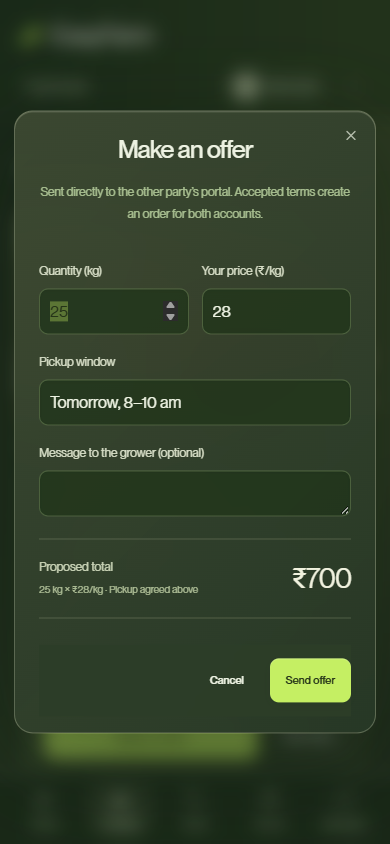 Make an offer
Sent directly to the other party's portal. Accepted terms create
an order for both accounts.
Quantity (kg)
Your price (₹/kg)
25
28
Pickup window
Tomorrow, 8–10 am
Message to the grower (optional)
Proposed total
25 kg × ₹28/kg · Pickup agreed above
₹700
Cancel
Send offer